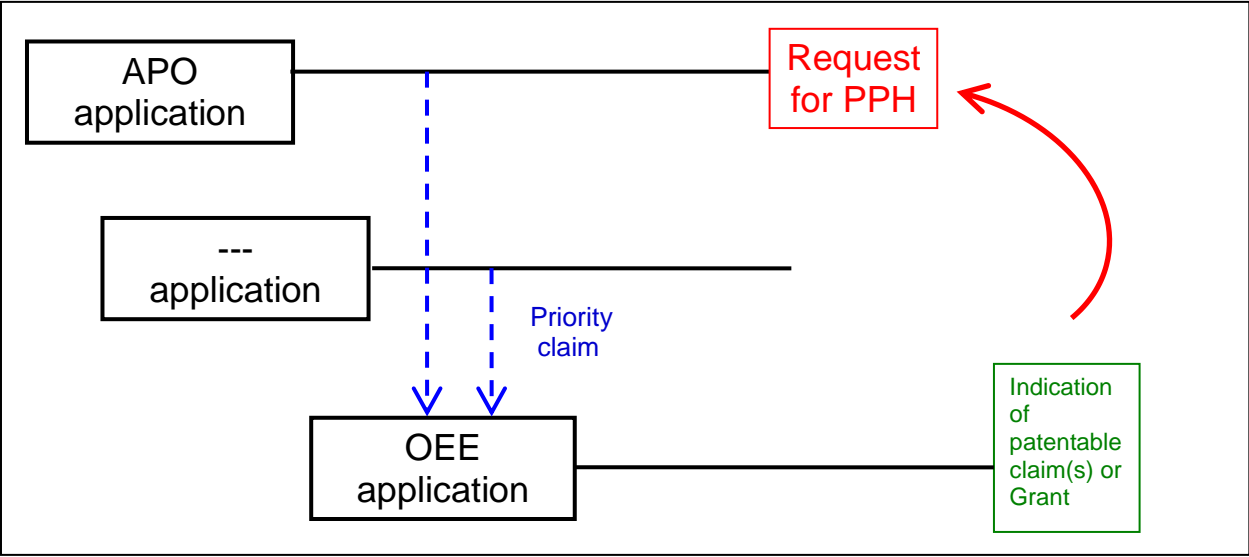 APO
application
Request
for PPH
---
application
Priority
claim
OEE
application
Indication
of
patentable
claim(s) or
Grant